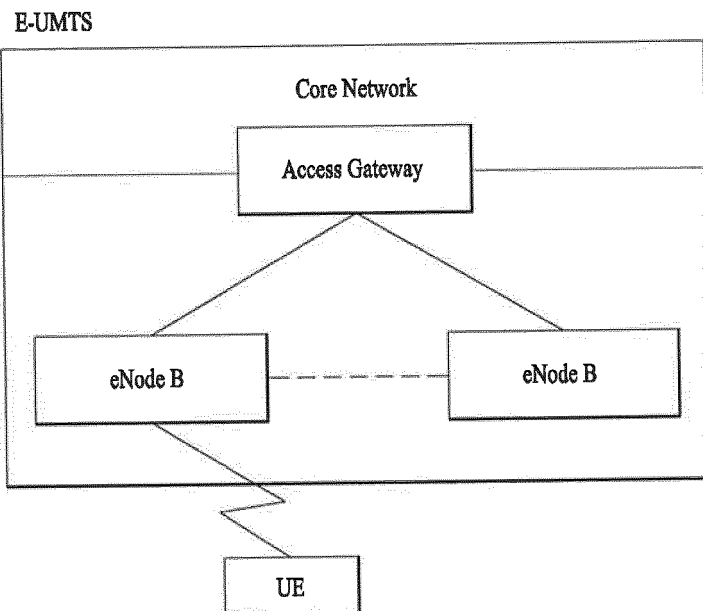 E-UMTS
Core Network
Access Gateway
eNode B
eNode B
UE